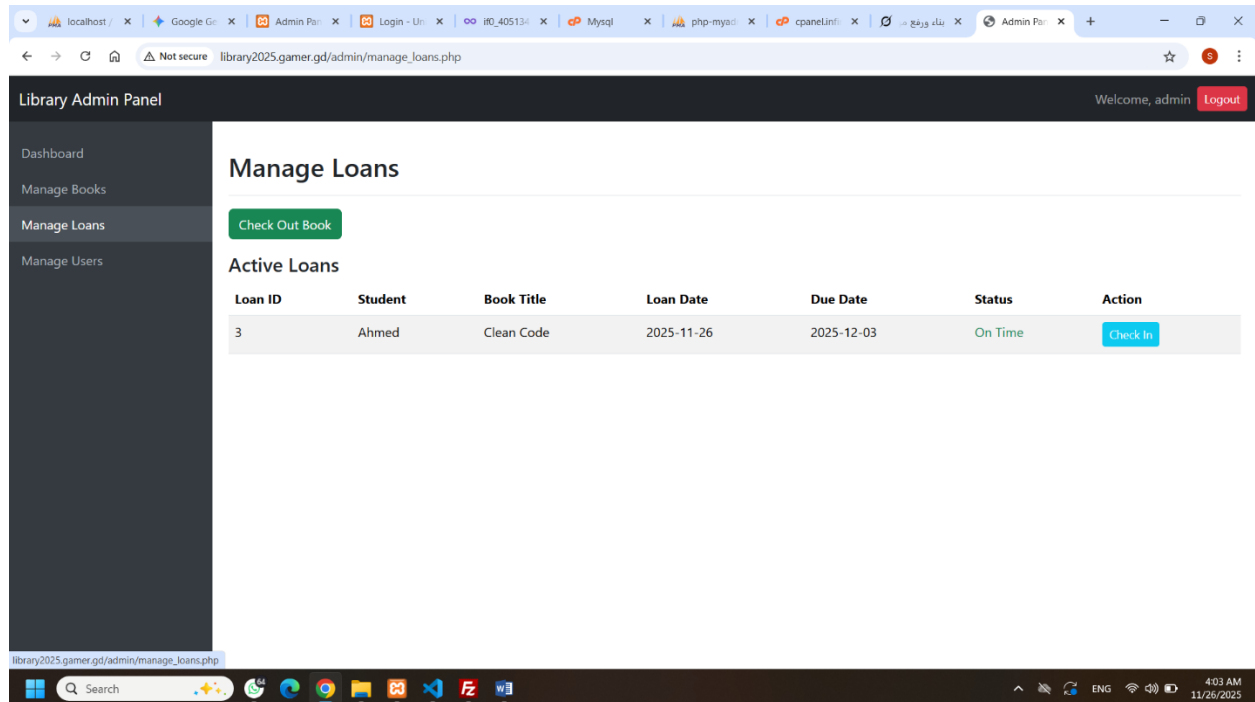 localhost / Google Ge Admin Pan Login - Un if0_405134 Mysql php-myad cpanel.infi بناء ورفع م Admin Pan
Not secure library2025.gamer.gd/admin/manage_loans.php S
Library Admin Panel Welcome, admin Logout
Dashboard
Manage Books
Manage Loans
Manage Users
Manage Loans
Check Out Book
Active Loans
Loan ID Student Book Title Loan Date Due Date Status Action
3 Ahmed Clean Code 2025-11-26 2025-12-03 On Time Check In
library2025.gamer.gd/admin/manage_loans.php
Search 64 ENG 4:03 AM
11/26/2025